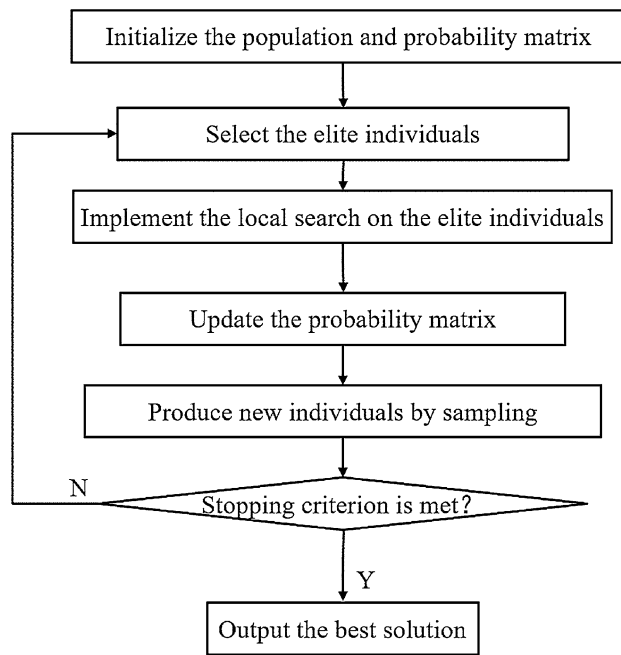 Initialize the population and probability matrix
Select the elite individuals
Implement the local search on the elite individuals
Update the probability matrix
Produce new individuals by sampling
Stopping criterion is met?
N
Y
Output the best solution